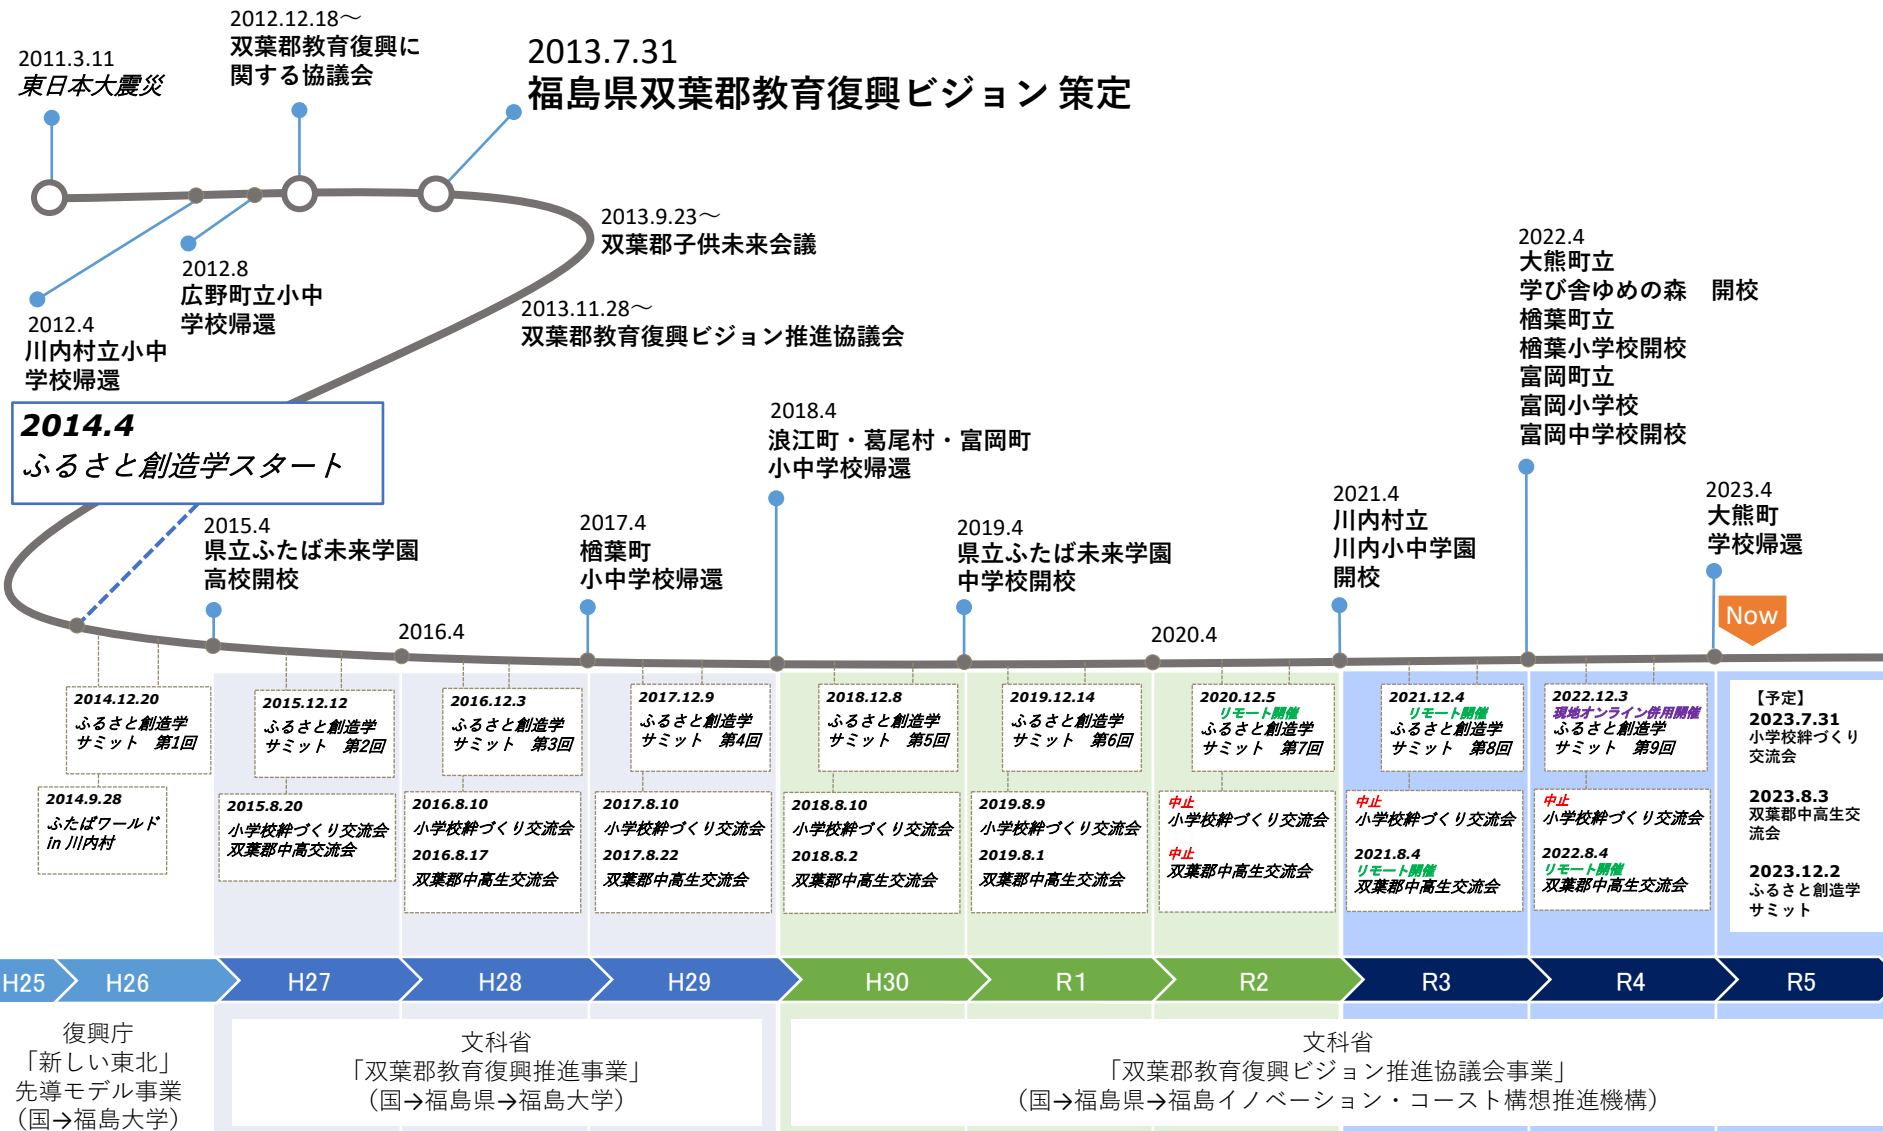 2011.3.11
東日本大震災
2012.12.18～
双葉郡教育復興に
関する協議会
2013.7.31
福島県双葉郡教育復興ビジョン 策定
2012.4
川内村立小中
学校帰還
2012.8
広野町立小中
学校帰還
2013.9.23～
双葉郡子供未来会議
2013.11.28～
双葉郡教育復興ビジョン推進協議会
2014.4
ふるさと創造学スタート
2015.4
県立ふたば未来学園
高校開校
2016.4
2017.4
楢葉町
小中学校帰還
2018.4
浪江町・葛尾村・富岡町
小中学校帰還
2019.4
県立ふたば未来学園
中学校開校
2020.4
2021.4
川内村立
川内小中学園
開校
2022.4
大熊町立
学び舎ゆめの森　開校
楢葉町立
楢葉小学校開校
富岡町立
富岡小学校
富岡中学校開校
2023.4
大熊町
学校帰還
Now
2014.12.20
ふるさと創造学
サミット　第1回
2014.9.28
ふたばワールド
in 川内村
2015.12.12
ふるさと創造学
サミット　第2回
2015.8.20
小学校絆づくり交流会
双葉郡中高交流会
2016.12.3
ふるさと創造学
サミット　第3回
2016.8.10
小学校絆づくり交流会
2016.8.17
双葉郡中高生交流会
2017.12.9
ふるさと創造学
サミット　第4回
2017.8.10
小学校絆づくり交流会
2017.8.22
双葉郡中高生交流会
2018.12.8
ふるさと創造学
サミット　第5回
2018.8.10
小学校絆づくり交流会
2018.8.2
双葉郡中高生交流会
2019.12.14
ふるさと創造学
サミット　第6回
2019.8.9
小学校絆づくり交流会
2019.8.1
双葉郡中高生交流会
2020.12.5
リモート開催
ふるさと創造学
サミット　第7回
中止
小学校絆づくり交流会
中止
双葉郡中高生交流会
2021.12.4
リモート開催
ふるさと創造学
サミット　第8回
中止
小学校絆づくり交流会
2021.8.4
リモート開催
双葉郡中高生交流会
2022.12.3
現地オンライン併用開催
ふるさと創造学
サミット　第9回
中止
小学校絆づくり交流会
2022.8.4
リモート開催
双葉郡中高生交流会
【予定】
2023.7.31
小学校絆づくり
交流会
2023.8.3
双葉郡中高生交
流会
2023.12.2
ふるさと創造学
サミット
H25
H26
H27
H28
H29
H30
R1
R2
R3
R4
R5
復興庁
「新しい東北」
先導モデル事業
（国→福島大学）
文科省
「双葉郡教育復興推進事業」
（国→福島県→福島大学）
文科省
「双葉郡教育復興ビジョン推進協議会事業」
（国→福島県→福島イノベーション・コースト構想推進機構）